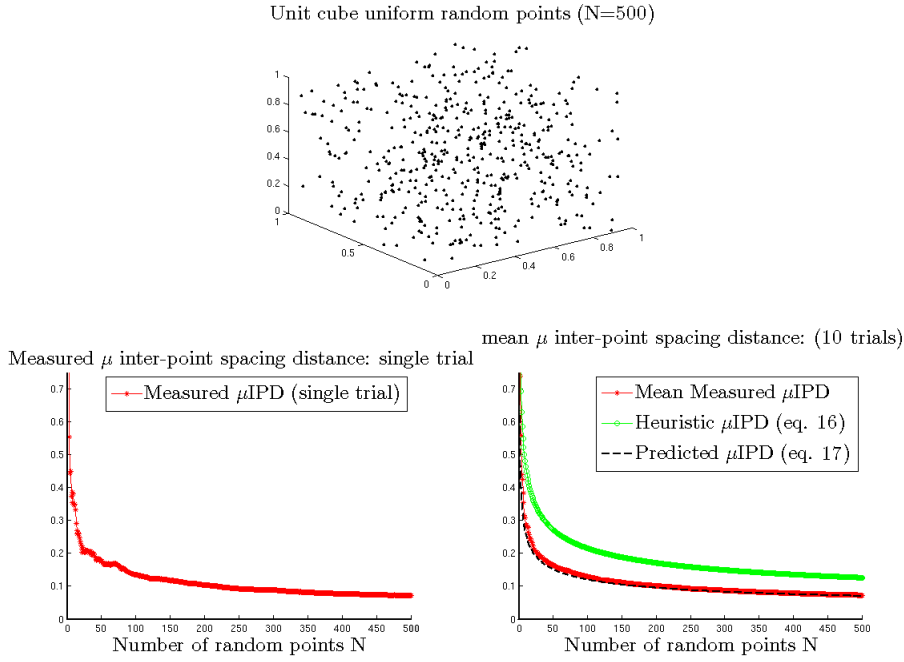 Unit cube uniform random points (N=500)
1
0.8
0.6
0.4
0.2
0
1
0.5
0
0
0.2
0.4
0.6
0.8
1
Measured μ inter-point spacing distance: single trial
Measured μIPD (single trial)
0.7
0.6
0.5
0.4
0.3
0.2
0.1
0
0 50 100 150 200 250 300 350 400 450 500
Number of random points N
mean μ inter-point spacing distance: (10 trials)
Mean Measured μIPD
Heuristic μIPD (eq. 16)
Predicted μIPD (eq. 17)
0.7
0.6
0.5
0.4
0.3
0.2
0.1
0
0 50 100 150 200 250 300 350 400 450 500
Number of random points N